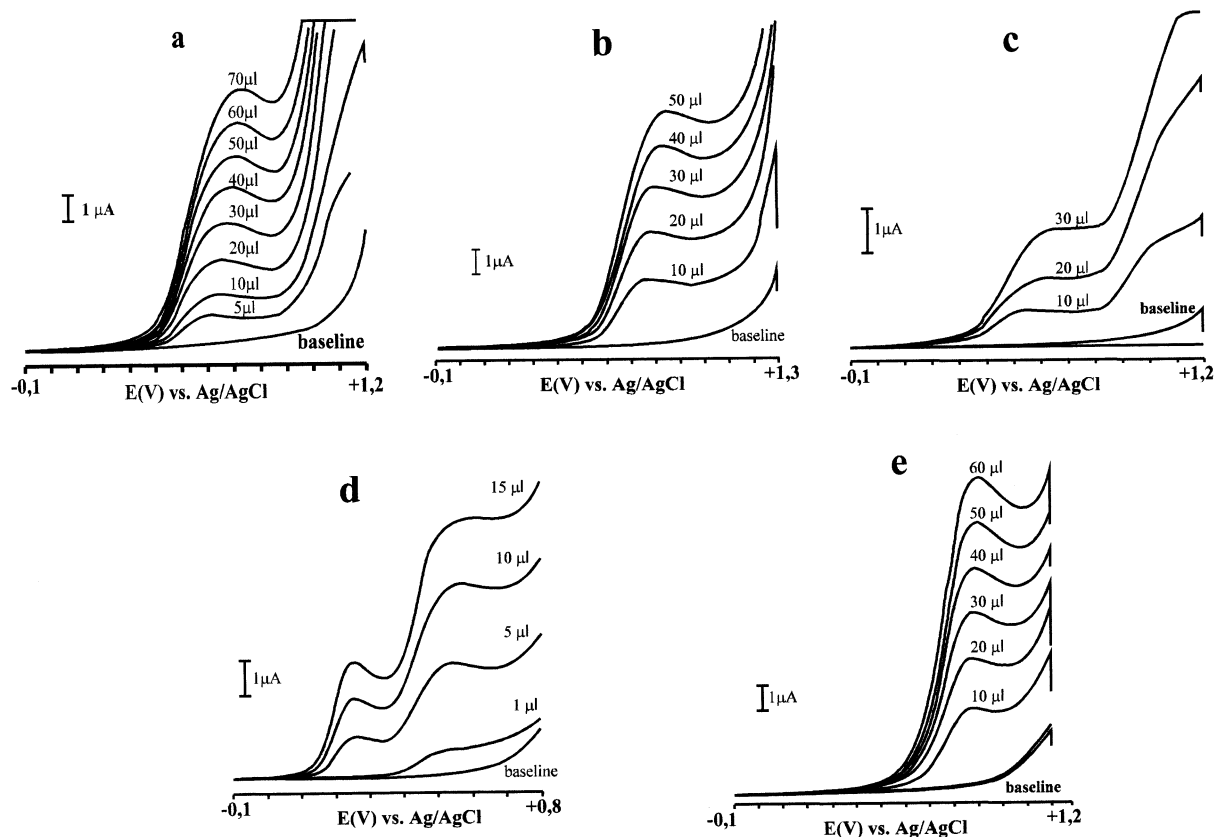 a
70µl
60µl
50µl
40µl
30µl
20µl
10µl
5µl
baseline
1 µA
-0,1
+1,2
E(V) vs. Ag/AgCl
b
50 µl
40 µl
30 µl
20 µl
10 µl
baseline
1µA
-0,1
+1,3
E(V) vs. Ag/AgCl
c
30 µl
20 µl
10 µl
baseline
1µA
-0,1
+1,2
E(V) vs. Ag/AgCl
d
15 µl
10 µl
5 µl
1 µl
baseline
1µA
-0,1
+0,8
E(V) vs. Ag/AgCl
e
60 µl
50 µl
40 µl
30 µl
20 µl
10 µl
baseline
1µA
-0,1
+1,2
E(V) vs. Ag/AgCl